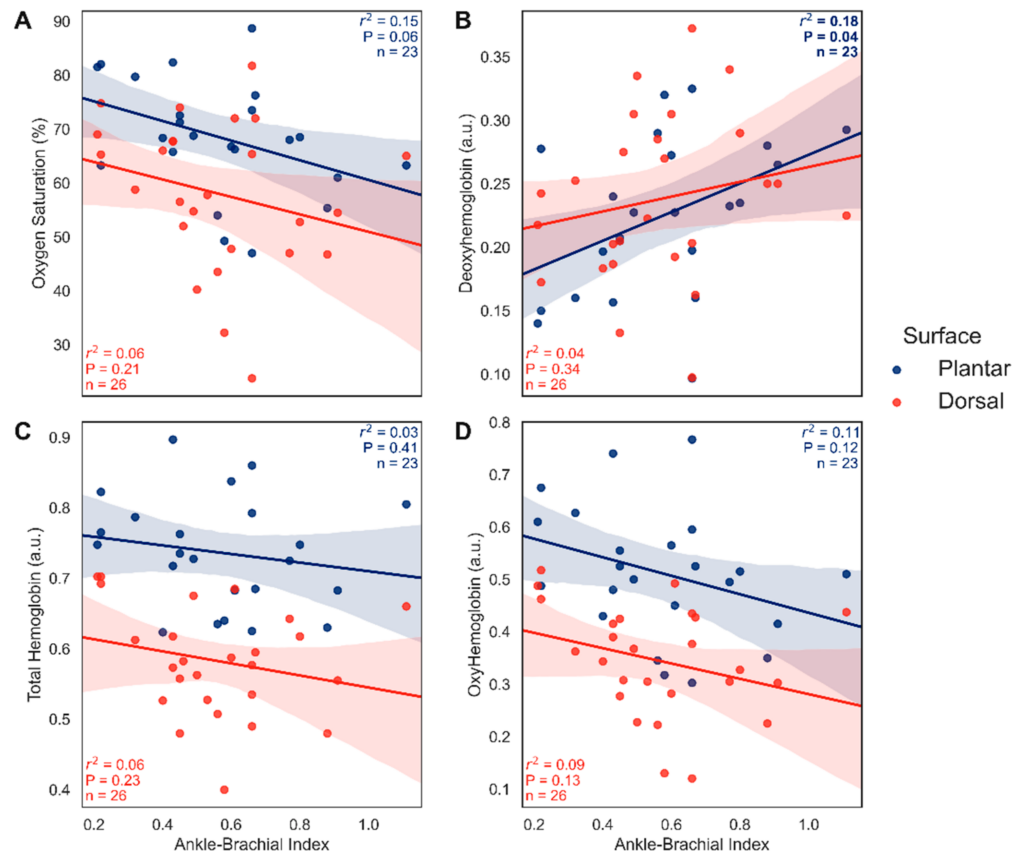 A
r² = 0.15
P = 0.06
n = 23
90
80
70
60
50
40
30
Oxygen Saturation (%)
r² = 0.06
P = 0.21
n = 26
B
r² = 0.18
P = 0.04
n = 23
0.35
0.30
0.25
0.20
0.15
0.10
Deoxyhemoglobin (a.u.)
r² = 0.04
P = 0.34
n = 26
Surface
Plantar
Dorsal
C
r² = 0.03
P = 0.41
n = 23
0.9
0.8
0.7
0.6
0.5
0.4
Total Hemoglobin (a.u.)
r² = 0.06
P = 0.23
n = 26
0.2 0.4 0.6 0.8 1.0
Ankle-Brachial Index
D
r² = 0.11
P = 0.12
n = 23
0.8
0.7
0.6
0.5
0.4
0.3
0.2
0.1
OxyHemoglobin (a.u.)
r² = 0.09
P = 0.13
n = 26
0.2 0.4 0.6 0.8 1.0
Ankle-Brachial Index